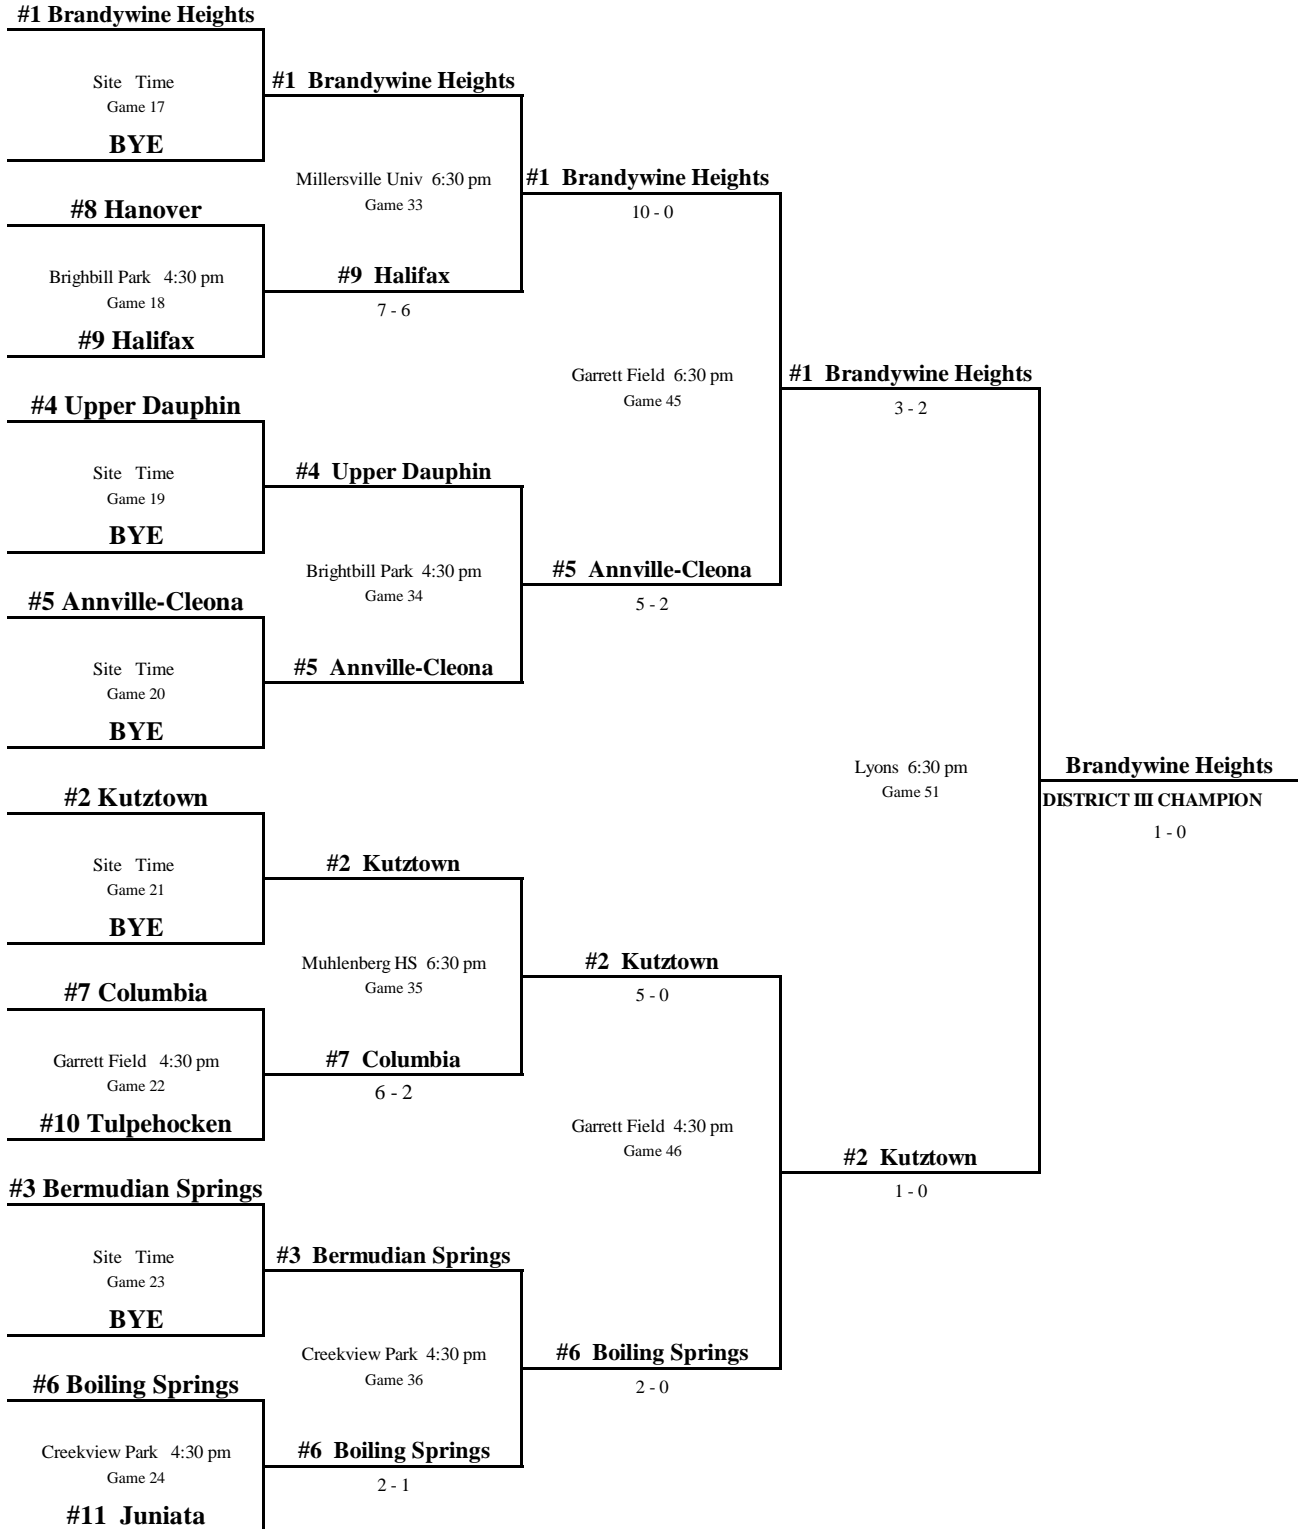 #1 Brandywine Heights
Site Time
Game 17
BYE
#8 Hanover
Brighbill Park 4:30 pm
Game 18
#9 Halifax
#4 Upper Dauphin
Site Time
Game 19
BYE
#5 Annville-Cleona
Site Time
Game 20
BYE
#2 Kutztown
Site Time
Game 21
BYE
#7 Columbia
Garrett Field 4:30 pm
Game 22
#10 Tulpehocken
#3 Bermudian Springs
Site Time
Game 23
BYE
#6 Boiling Springs
Creekview Park 4:30 pm
Game 24
#11 Juniata
#1 Brandywine Heights
Millersville Univ 6:30 pm
Game 33
#9 Halifax
7 - 6
#4 Upper Dauphin
Brightbill Park 4:30 pm
Game 34
#5 Annville-Cleona
#2 Kutztown
Muhlenberg HS 6:30 pm
Game 35
#7 Columbia
6 - 2
#3 Bermudian Springs
Creekview Park 4:30 pm
Game 36
#6 Boiling Springs
2 - 1
#1 Brandywine Heights
10 - 0
Garrett Field 6:30 pm
Game 45
#5 Annville-Cleona
5 - 2
#2 Kutztown
5 - 0
Garrett Field 4:30 pm
Game 46
#6 Boiling Springs
2 - 0
#1 Brandywine Heights
3 - 2
Lyons 6:30 pm
Game 51
#2 Kutztown
1 - 0
Brandywine Heights
DISTRICT III CHAMPION
1 - 0